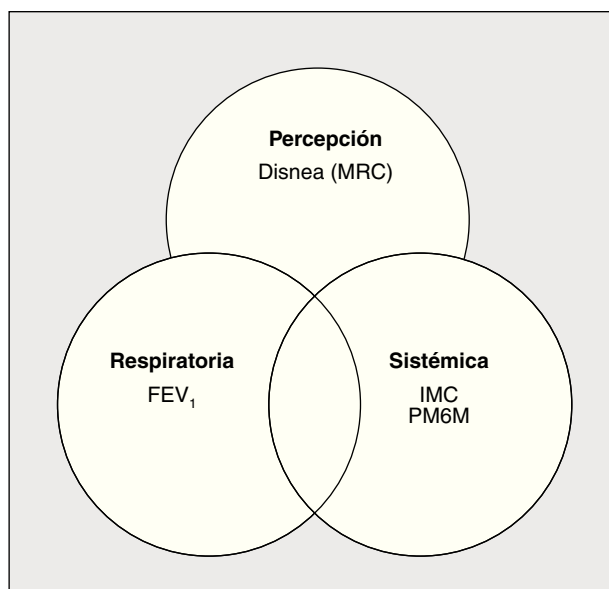 Percepción
Disnea (MRC)
Respiratoria
FEV₁
Sistémica
IMC
PM6M